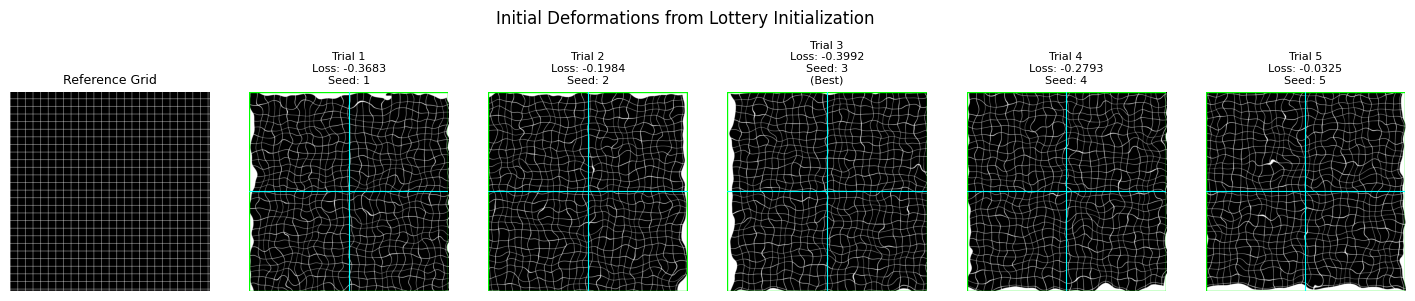 Initial Deformations from Lottery Initialization
Reference Grid
Trial 1
Loss: -0.3683
Seed: 1
Trial 2
Loss: -0.1984
Seed: 2
Trial 3
Loss: -0.3992
Seed: 3
(Best)
Trial 4
Loss: -0.2793
Seed: 4
Trial 5
Loss: -0.0325
Seed: 5